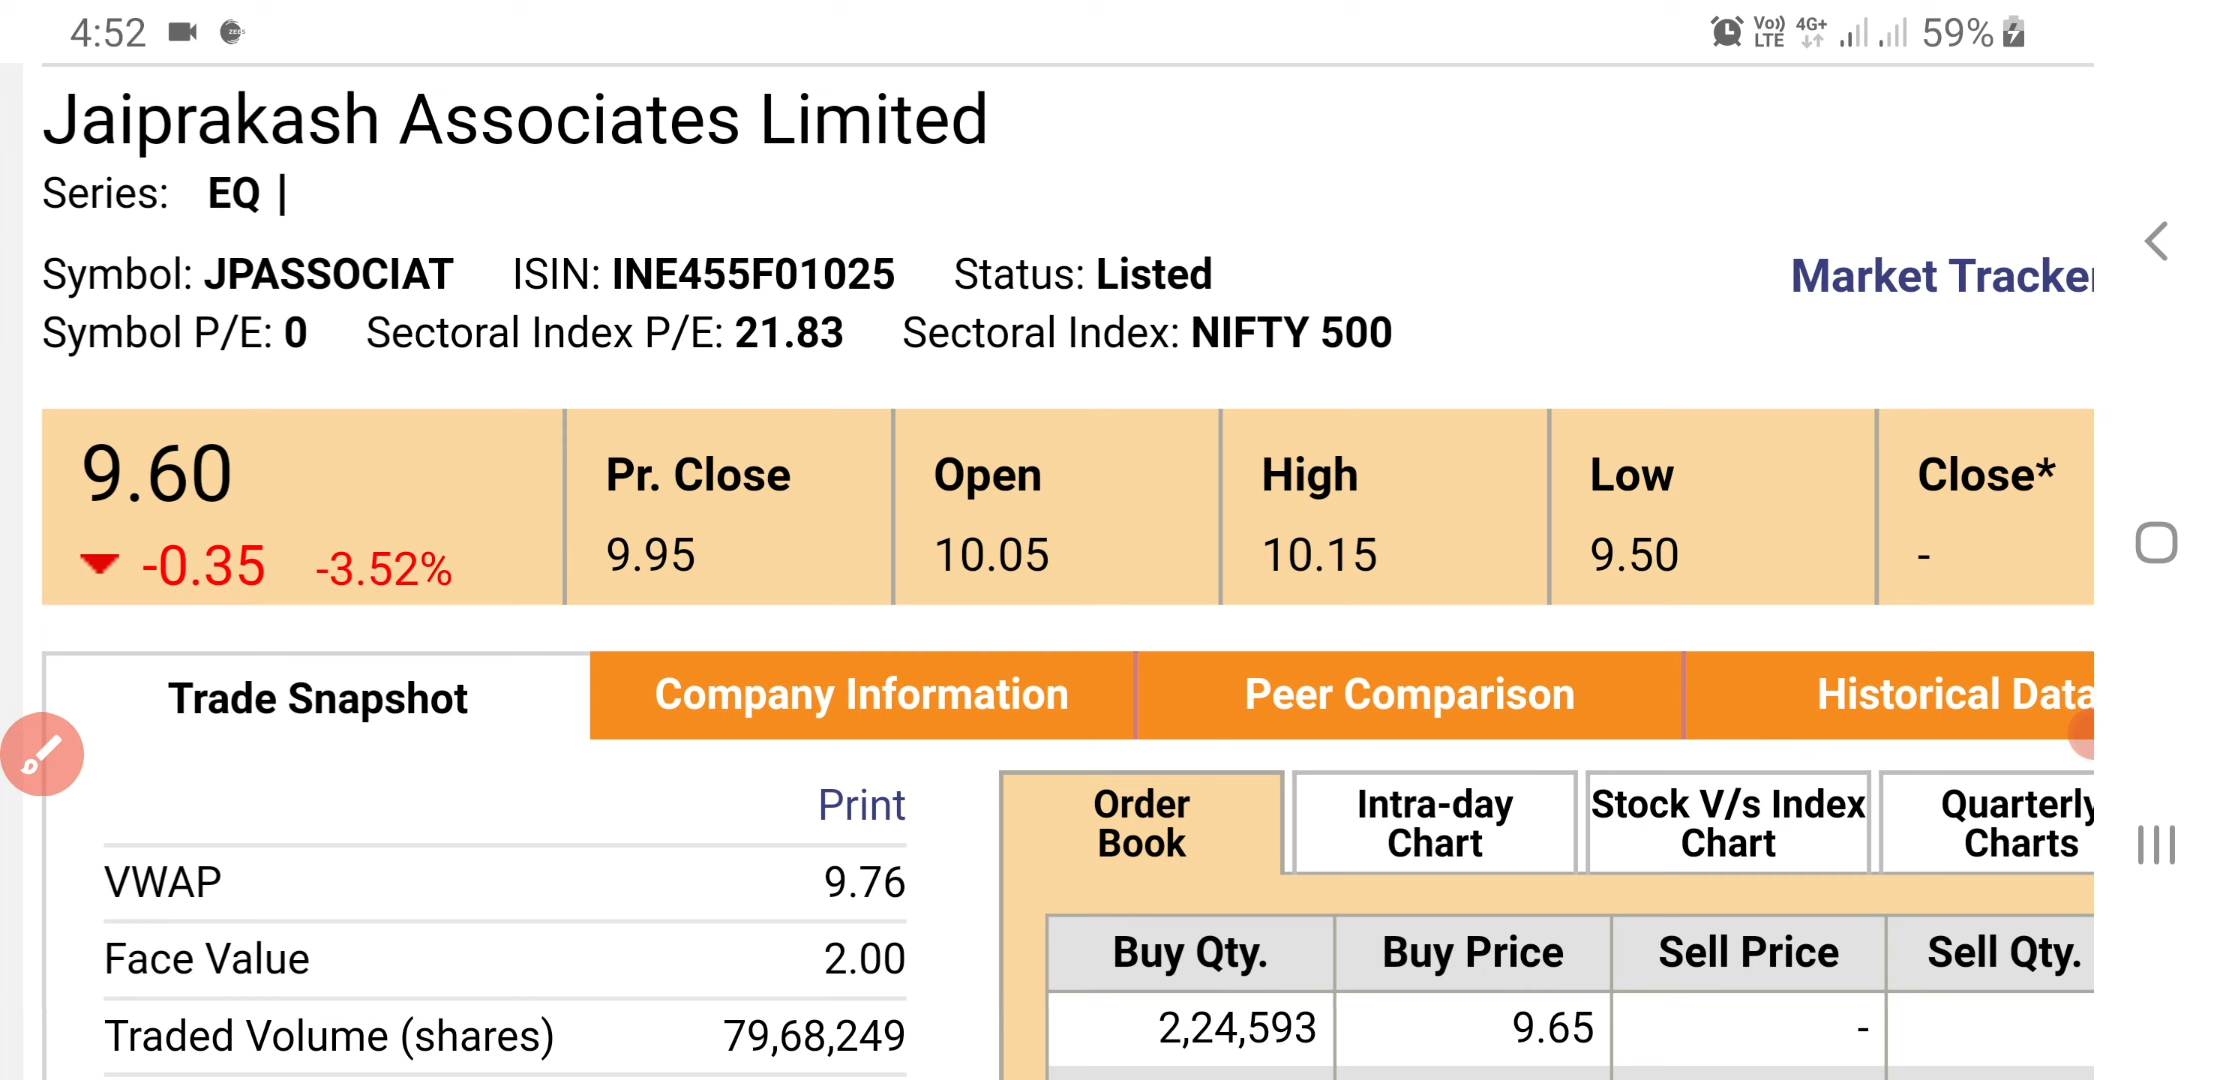 4:52 Vo)) LTE 4G+ 59%
Jaiprakash Associates Limited
Series: EQ |
Symbol: JPASSOCIAT ISIN: INE455F01025 Status: Listed
Market Tracker
Symbol P/E: 0 Sectoral Index P/E: 21.83 Sectoral Index: NIFTY 500
9.60 Pr. Close Open High Low Close*
-0.35 -3.52% 9.95 10.05 10.15 9.50 -
Trade Snapshot Company Information Peer Comparison Historical Data
Print
Order Book Intra-day Chart Stock V/s Index Chart Quarterly Charts
VWAP 9.76
Face Value 2.00
Traded Volume (shares) 79,68,249
Buy Qty. Buy Price Sell Price Sell Qty.
2,24,593 9.65 -